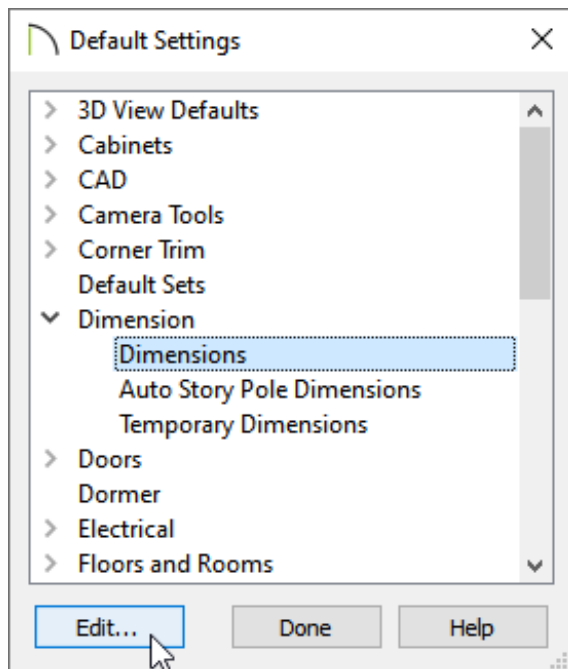 Default Settings
3D View Defaults
Cabinets
CAD
Camera Tools
Corner Trim
Default Sets
Dimension
Dimensions
Auto Story Pole Dimensions
Temporary Dimensions
Doors
Dormer
Electrical
Floors and Rooms
Edit... Done Help